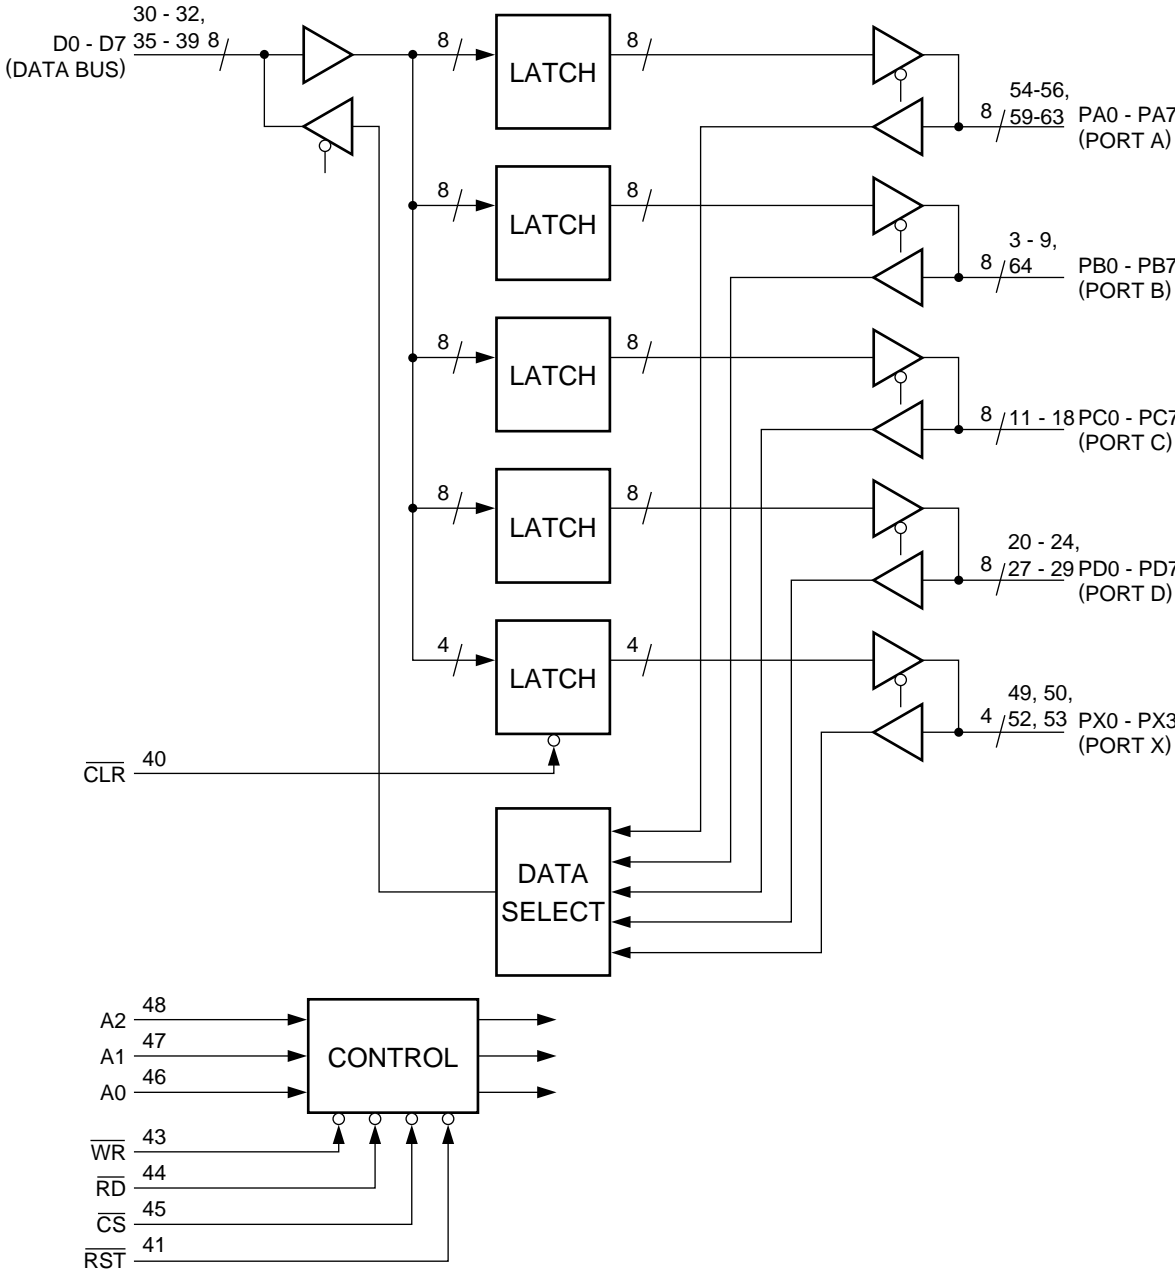 30 - 32,
D0 - D7 35 - 39 8
(DATA BUS)
8 LATCH 8
54-56,
8 59-63 PA0 - PA7
(PORT A)
8 LATCH 8
3 - 9,
8 64 PB0 - PB7
(PORT B)
8 LATCH 8
8 11 - 18 PC0 - PC7
(PORT C)
8 LATCH 8
20 - 24,
8 27 - 29 PD0 - PD7
(PORT D)
4 LATCH 4
49, 50,
4 52, 53 PX0 - PX3
(PORT X)
CLR 40
DATA
SELECT
A2 48
A1 47
A0 46
CONTROL
WR 43
RD 44
CS 45
RST 41